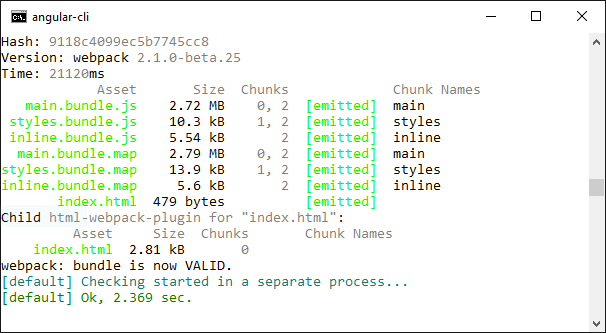 angular-cli
Hash: 9118c4099ec5b7745cc8
Version: webpack 2.1.0-beta.25
Time: 21120ms
Asset Size Chunks Chunk Names
main.bundle.js 2.72 MB 0, 2 [emitted] main
styles.bundle.js 10.3 kB 1, 2 [emitted] styles
inline.bundle.js 5.54 kB 2 [emitted] inline
main.bundle.map 2.79 MB 0, 2 [emitted] main
styles.bundle.map 13.9 kB 1, 2 [emitted] styles
inline.bundle.map 5.6 kB 2 [emitted] inline
index.html 479 bytes [emitted]
Child html-webpack-plugin for "index.html":
Asset Size Chunks Chunk Names
index.html 2.81 kB 0
webpack: bundle is now VALID.
[default] Checking started in a separate process...
[default] Ok, 2.369 sec.